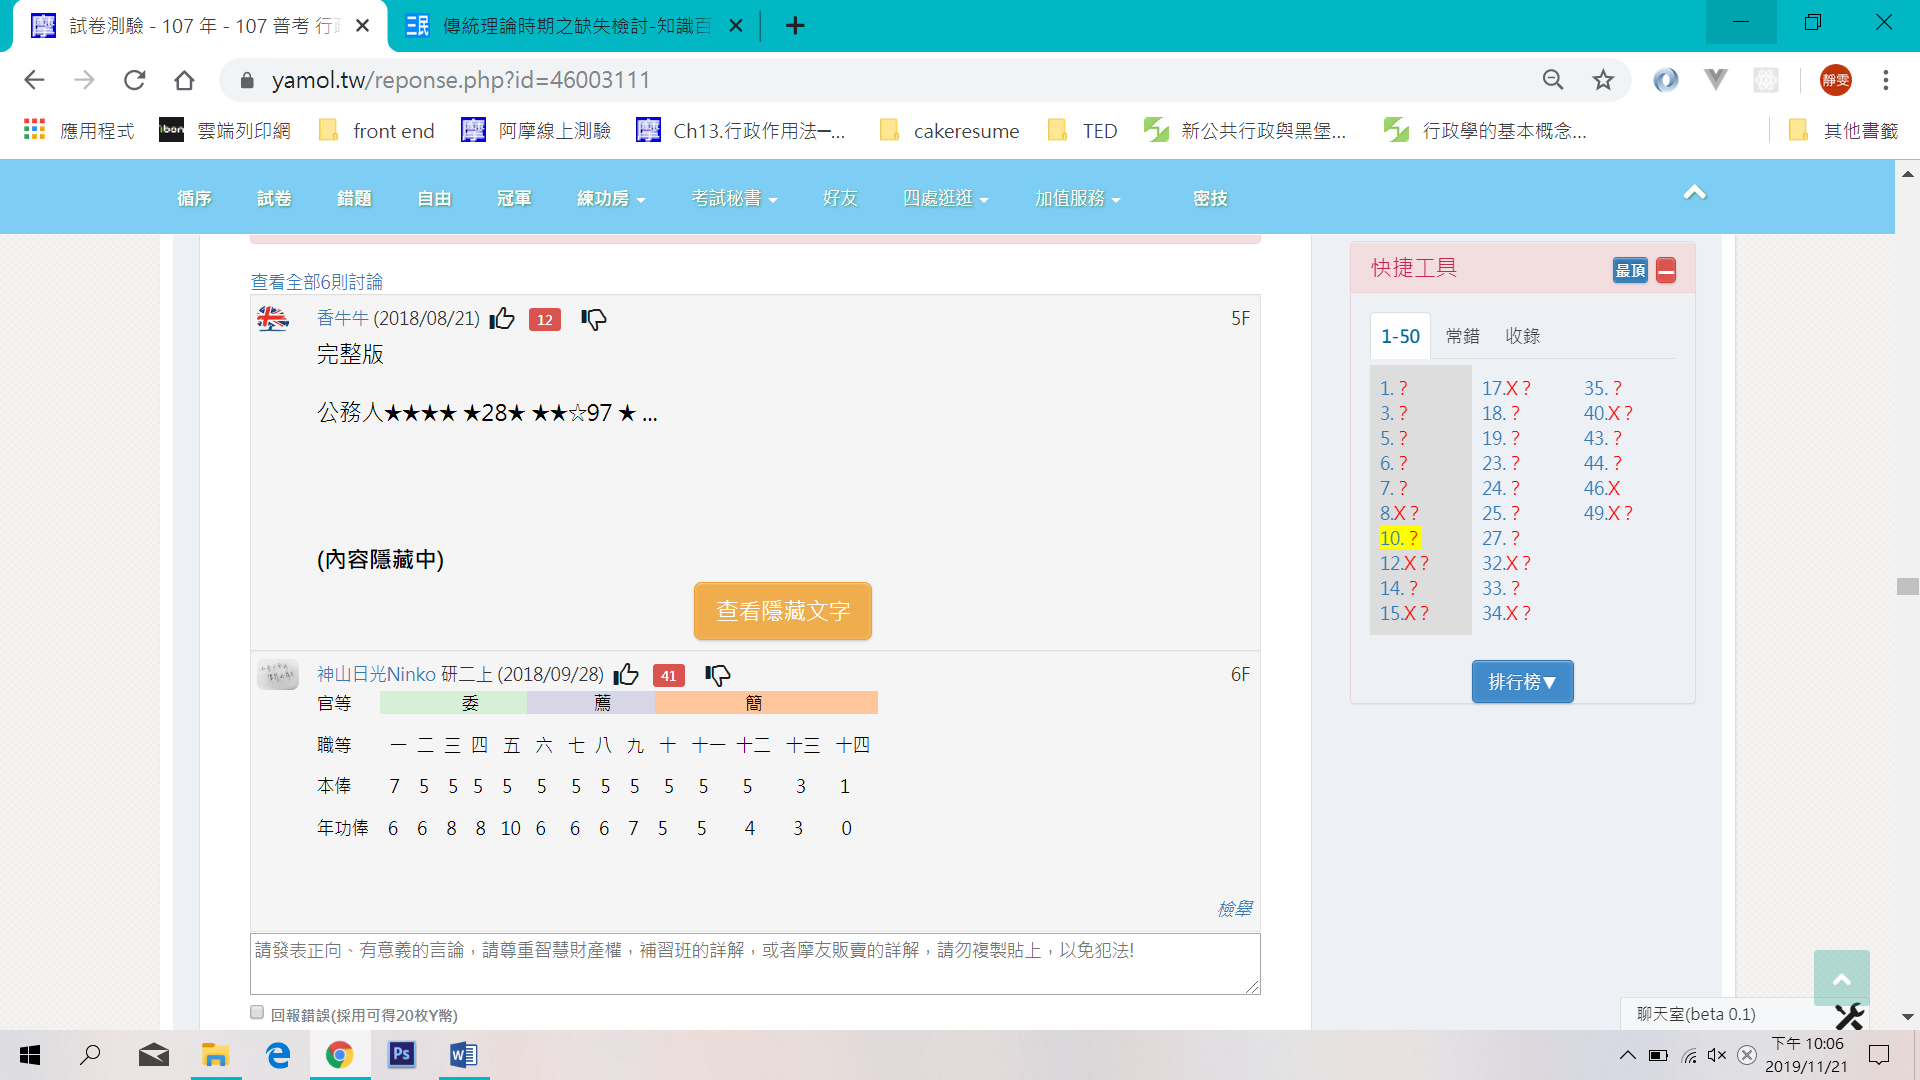 試卷測驗 - 107 年 - 107 普考 行政
傳統理論時期之缺失檢討-知識百
yamol.tw/reponse.php?id=46003111
靜雯
應用程式
ibon
雲端列印網
front end
阿摩線上測驗
Ch13.行政作用法一...
cakeresume
TED
新公共行政與黑堡...
行政學的基本概念...
其他書籤
循序
試卷
錯題
自由
冠軍
練功房
考試秘書
好友
四處逛逛
加值服務
密技
查看全部6則討論
香牛牛 (2018/08/21) 12 5F
完整版
公務人★★★★ ★28★ ★★☆97 ★ ...
(內容隱藏中)
查看隱藏文字
神山日光Ninko 研二上 (2018/09/28) 41 6F
官等 委 薦 簡
職等 一 二 三 四 五 六 七 八 九 十 十一 十二 十三 十四
本俸 7 5 5 5 5 5 5 5 5 5 5 5 3 1
年功俸 6 6 8 8 10 6 6 6 7 5 5 4 3 0
檢舉
請發表正向、有意義的言論，請尊重智慧財產權，補習班的詳解，或者摩友販賣的詳解，請勿複製貼上，以免犯法!
回報錯誤(採用可得20枚Y幣)
快捷工具 最頂
1-50 常錯 收錄
1. ? 17.X ? 35. ?
3. ? 18. ? 40.X ?
5. ? 19. ? 43. ?
6. ? 23. ? 44. ?
7. ? 24. ? 46.X
8.X ? 25. ? 49.X ?
10. ? 27. ?
12.X ? 32.X ?
14. ? 33. ?
15.X ? 34.X ?
排行榜▼
聊天室(beta 0.1)
Ps
下午 10:06
2019/11/21